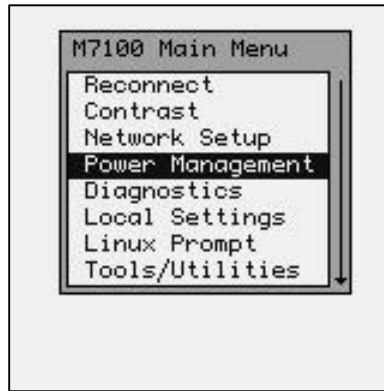 M7100 Main Menu
Reconnect
Contrast
Network Setup
Power Management
Diagnostics
Local Settings
Linux Prompt
Tools/Utilities